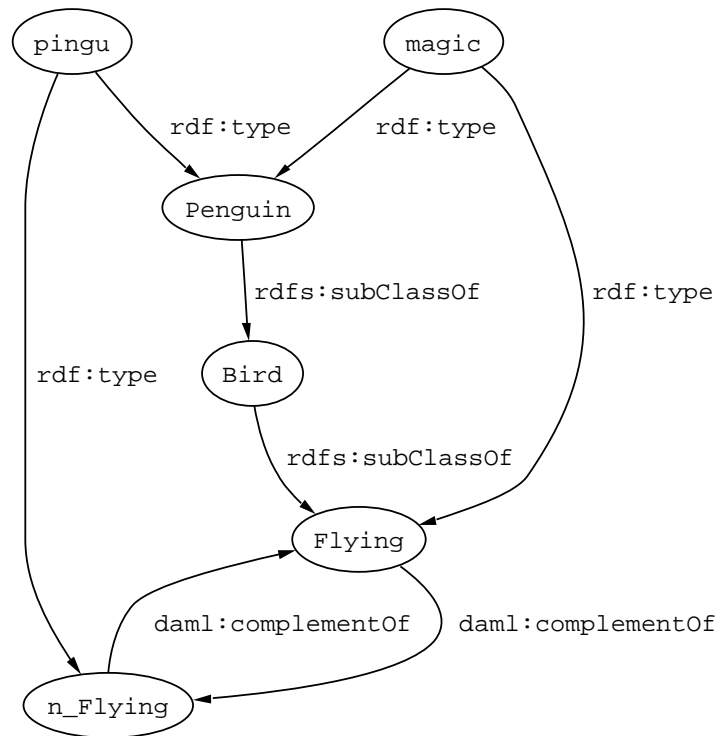 pingu
magic
rdf:type
rdf:type
Penguin
rdfs:subClassOf
rdf:type
rdf:type
Bird
rdfs:subClassOf
Flying
daml:complementOf
daml:complementOf
n_Flying